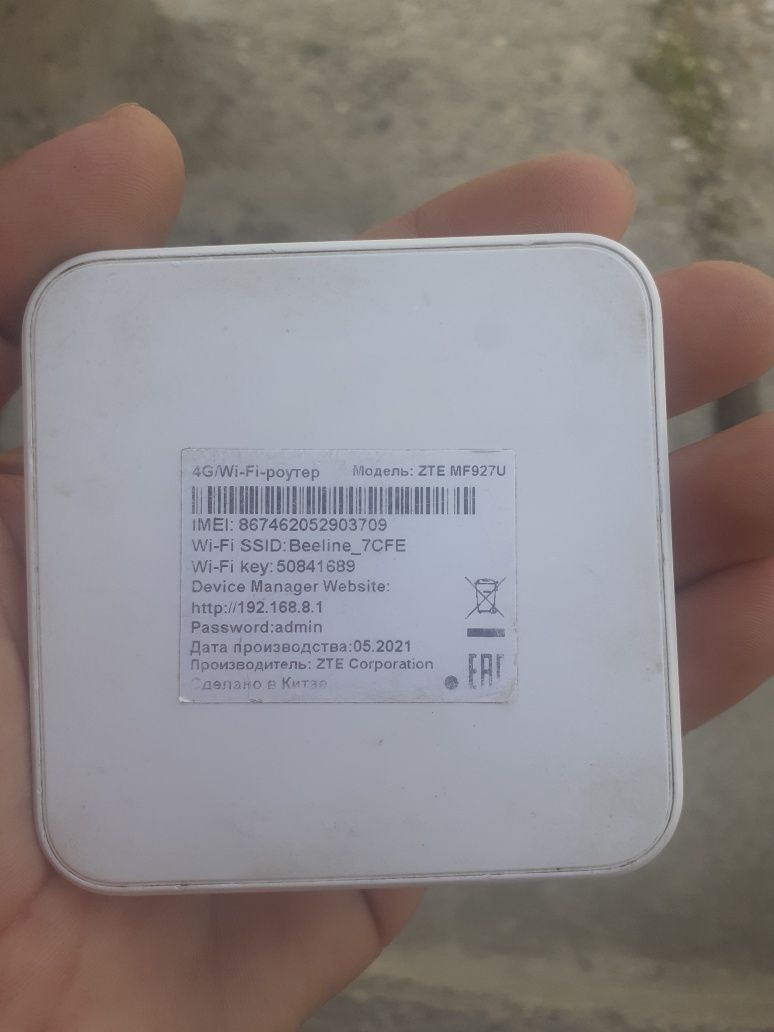 4G/Wi-Fi-роутер Модель: ZTE MF927U
IMEI: 867462052903709
Wi-Fi SSID:Beeline_7CFE
Wi-Fi key:50841689
Device Manager Website:
http://192.168.8.1
Password:admin
Дата производства:05.2021
Производитель: ZTE Corporation
Сделано в Китае
EAC